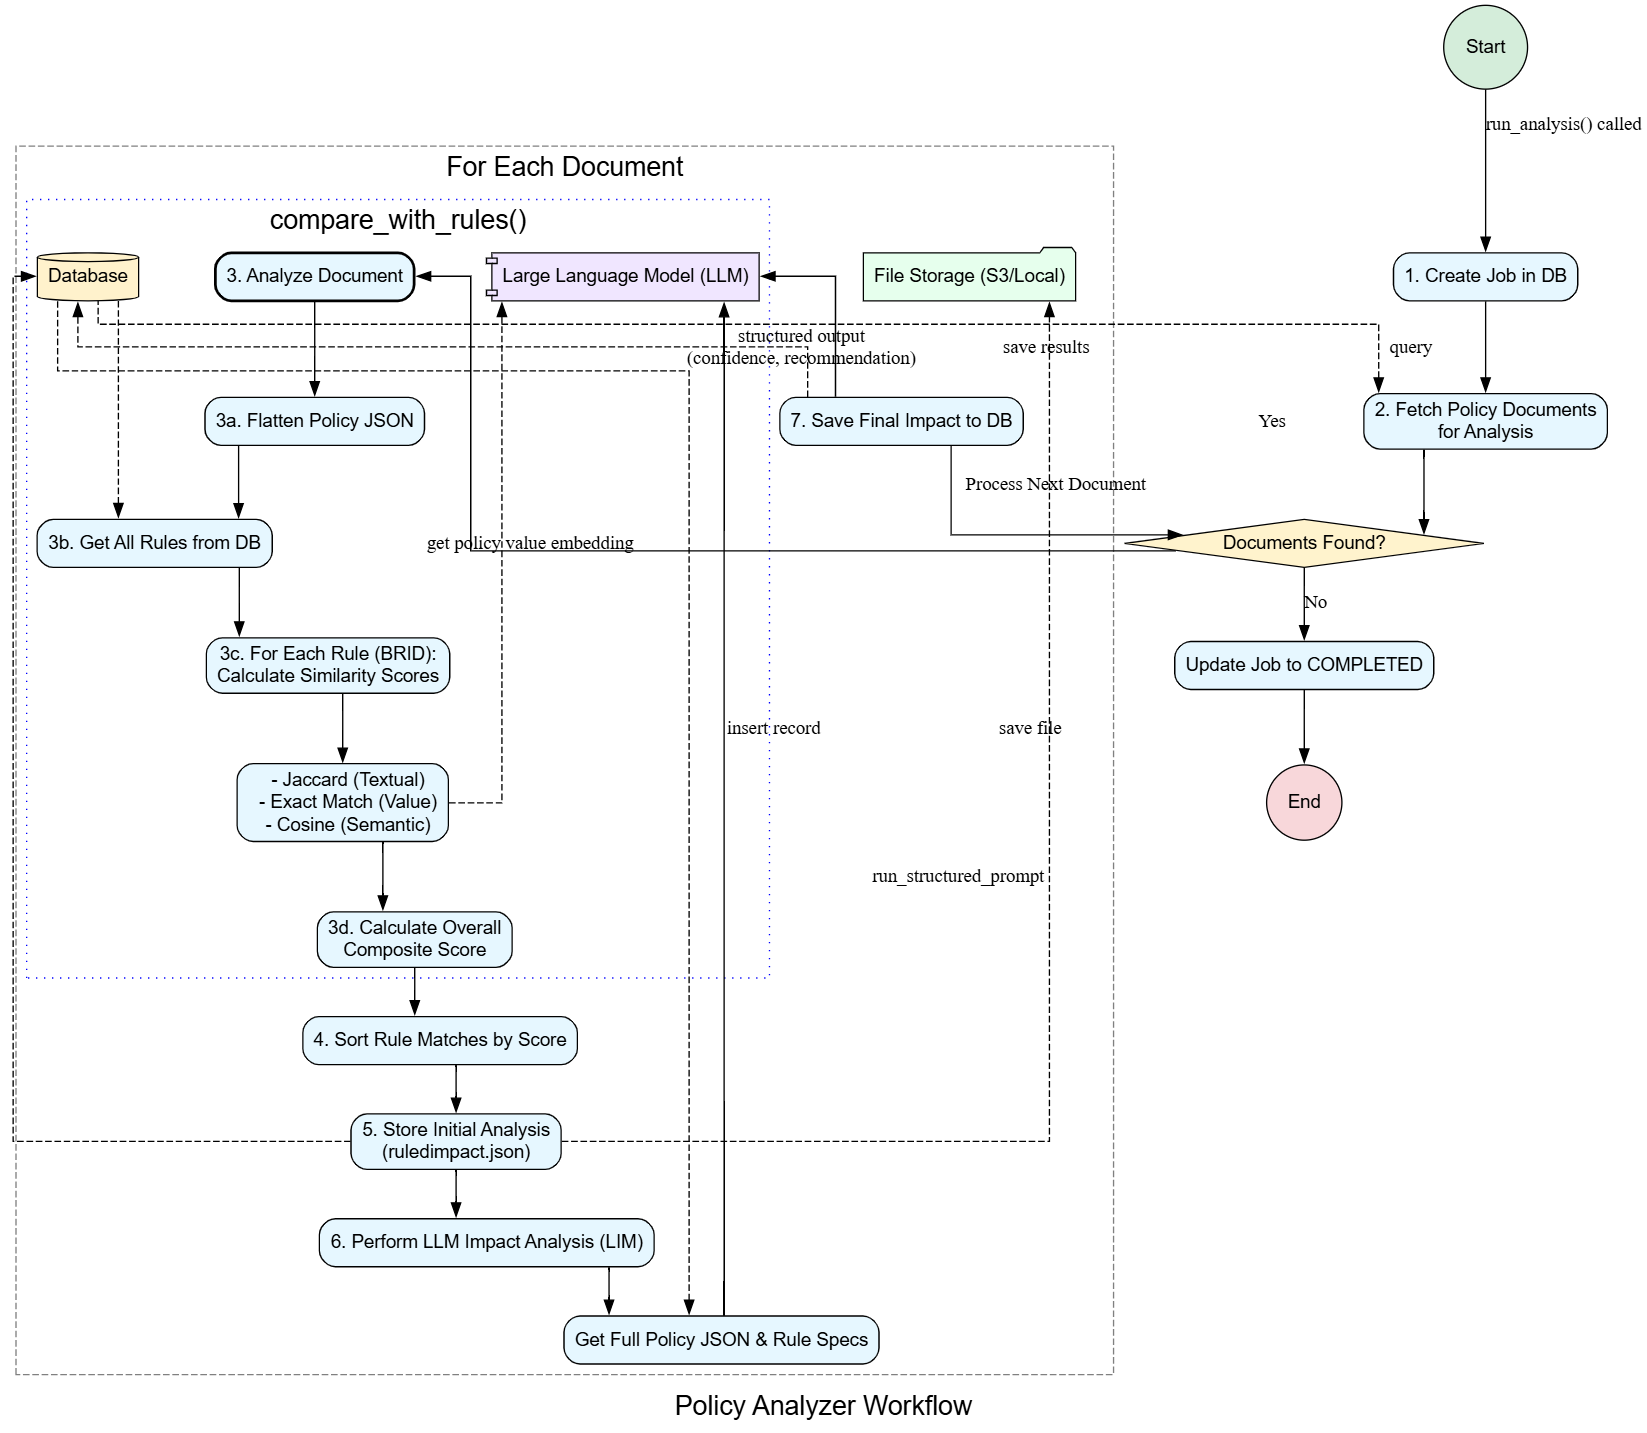 Start
run_analysis() called
For Each Document
compare_with_rules()
Database
3. Analyze Document
Large Language Model (LLM)
File Storage (S3/Local)
1. Create Job in DB
structured output
(confidence, recommendation)
save results
query
3a. Flatten Policy JSON
7. Save Final Impact to DB
Yes
2. Fetch Policy Documents
for Analysis
Process Next Document
3b. Get All Rules from DB
get policy value embedding
Documents Found?
No
3c. For Each Rule (BRID):
Calculate Similarity Scores
Update Job to COMPLETED
insert record
save file
- Jaccard (Textual)
- Exact Match (Value)
- Cosine (Semantic)
End
run_structured_prompt
3d. Calculate Overall
Composite Score
4. Sort Rule Matches by Score
5. Store Initial Analysis
(ruledimpact.json)
6. Perform LLM Impact Analysis (LIM)
Get Full Policy JSON & Rule Specs
Policy Analyzer Workflow